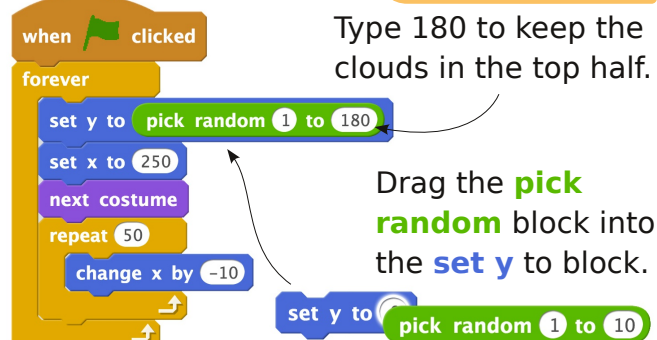 when clicked
forever
set y to pick random 1 to 180
set x to 250
next costume
repeat 50
change x by -10
Type 180 to keep the
clouds in the top half.
Drag the pick
random block into
the set y to block.
set y to
pick random 1 to 10